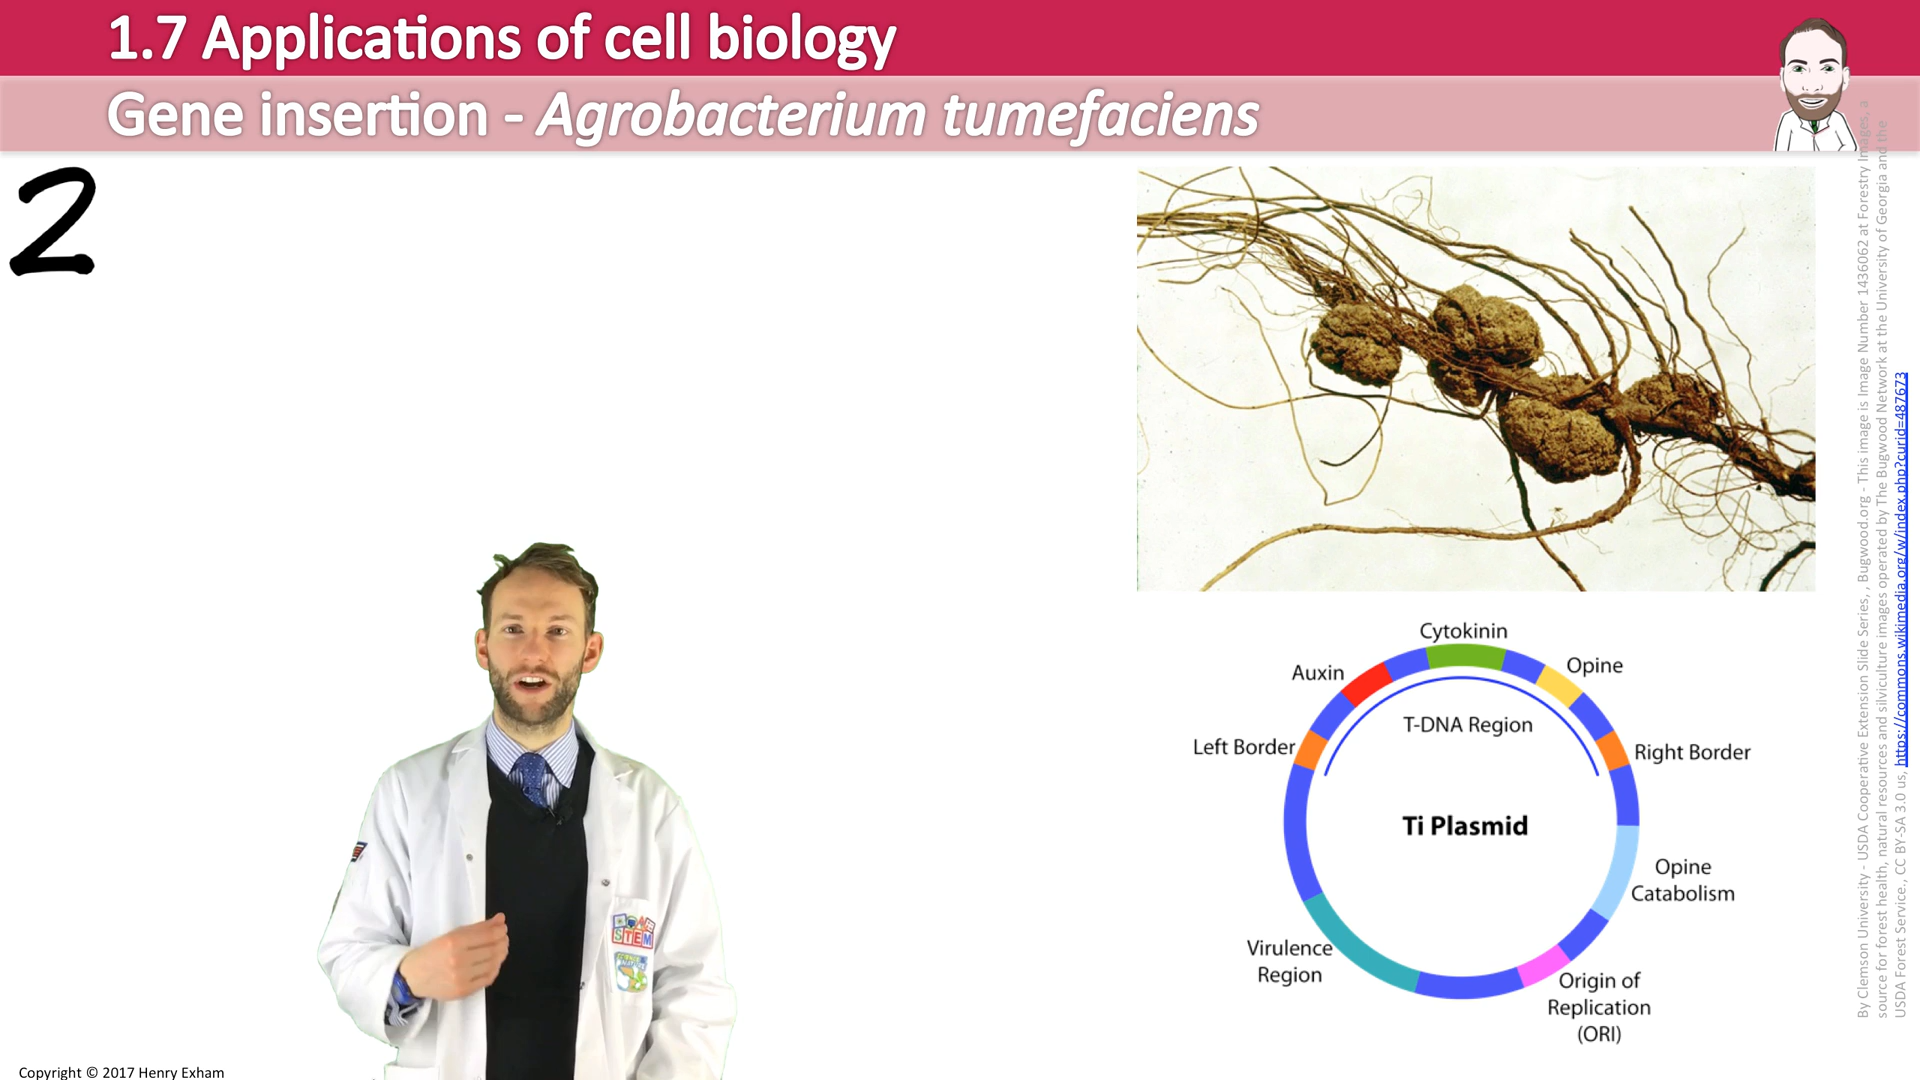 1.7 Applications of cell biology
Gene insertion - Agrobacterium tumefaciens
2
Cytokinin
Auxin
Opine
T-DNA Region
Left Border
Right Border
Ti Plasmid
Opine
Catabolism
Virulence
Region
Origin of
Replication
(ORI)
STEM
By Clemson University - USDA Cooperative Extension Slide Series, , Bugwood.org - This image is Image Number 1436062 at Forestry Images, a
source for forest health, natural resources and silviculture images operated by The Bugwood Network at the University of Georgia and the
USDA Forest Service., CC BY-SA 3.0 us, https://commons.wikimedia.org/w/index.php?curid=487673
Copyright © 2017 Henry Exham